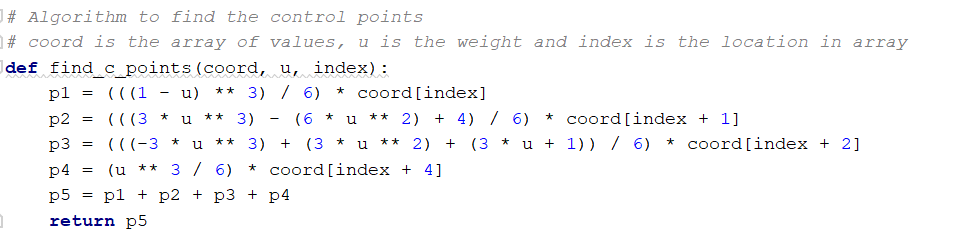 # Algorithm to find the control points
# coord is the array of values, u is the weight and index is the location in array
def find_c_points(coord, u, index):
    p1 = (((1 - u) ** 3) / 6) * coord[index]
    p2 = (((3 * u ** 3) - (6 * u ** 2) + 4) / 6) * coord[index + 1]
    p3 = (((-3 * u ** 3) + (3 * u ** 2) + (3 * u + 1)) / 6) * coord[index + 2]
    p4 = (u ** 3 / 6) * coord[index + 4]
    p5 = p1 + p2 + p3 + p4
    return p5